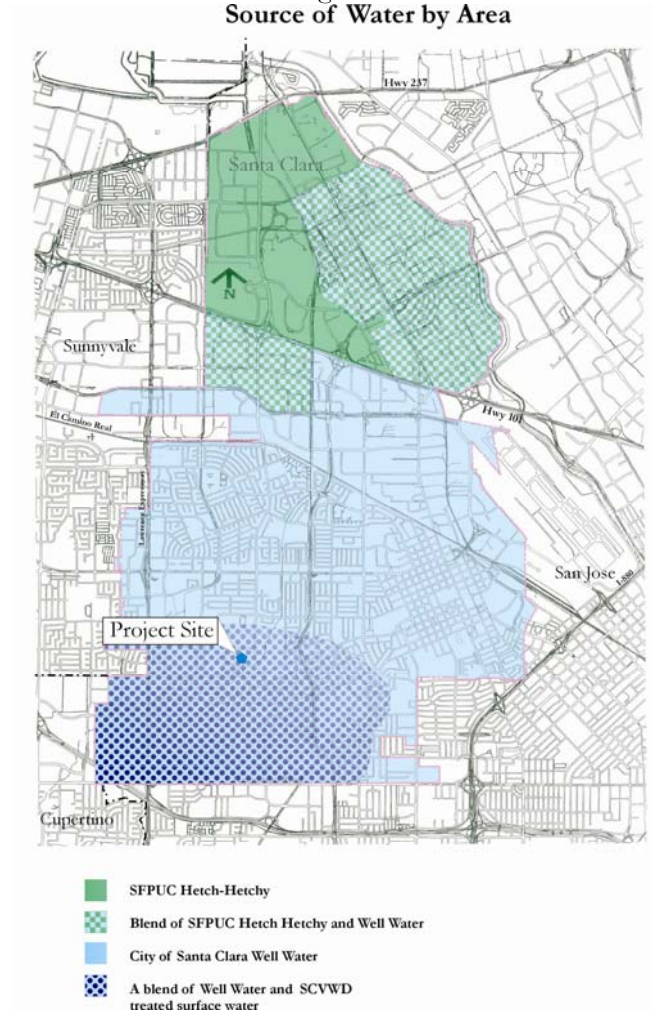 Source of Water by Area
Hwy 237
Santa Clara
N
Sunnyvale
El Camino Real
Hwy 101
Lawrence Expressway
San Jose
I-880
Project Site
Cupertino
SFPUC Hetch-Hetchy
Blend of SFPUC Hetch Hetchy and Well Water
City of Santa Clara Well Water
A blend of Well Water and SCVWD
treated surface water